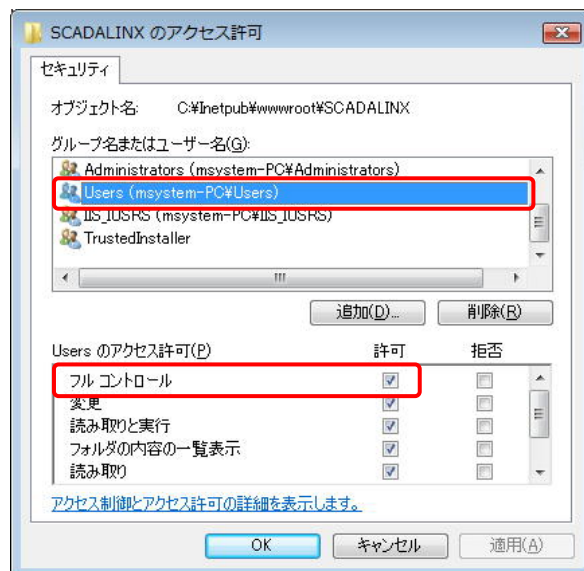 SCADALINX のアクセス許可
セキュリティ
オブジェクト名: C:¥Inetpub¥wwwroot¥SCADALINX
グループ名またはユーザー名(G):
Administrators (msystem-PC¥Administrators)
Users (msystem-PC¥Users)
IIS_IUSRS (msystem-PC¥IIS_IUSRS)
TrustedInstaller
追加(D)... 削除(R)
Users のアクセス許可(P) 許可 拒否
フル コントロール
変更
読み取りと実行
フォルダの内容の一覧表示
読み取り
アクセス制御とアクセス許可の詳細を表示します。
OK キャンセル 適用(A)